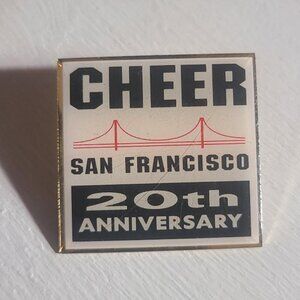 CHEER
SAN FRANCISCO
20th
ANNIVERSARY